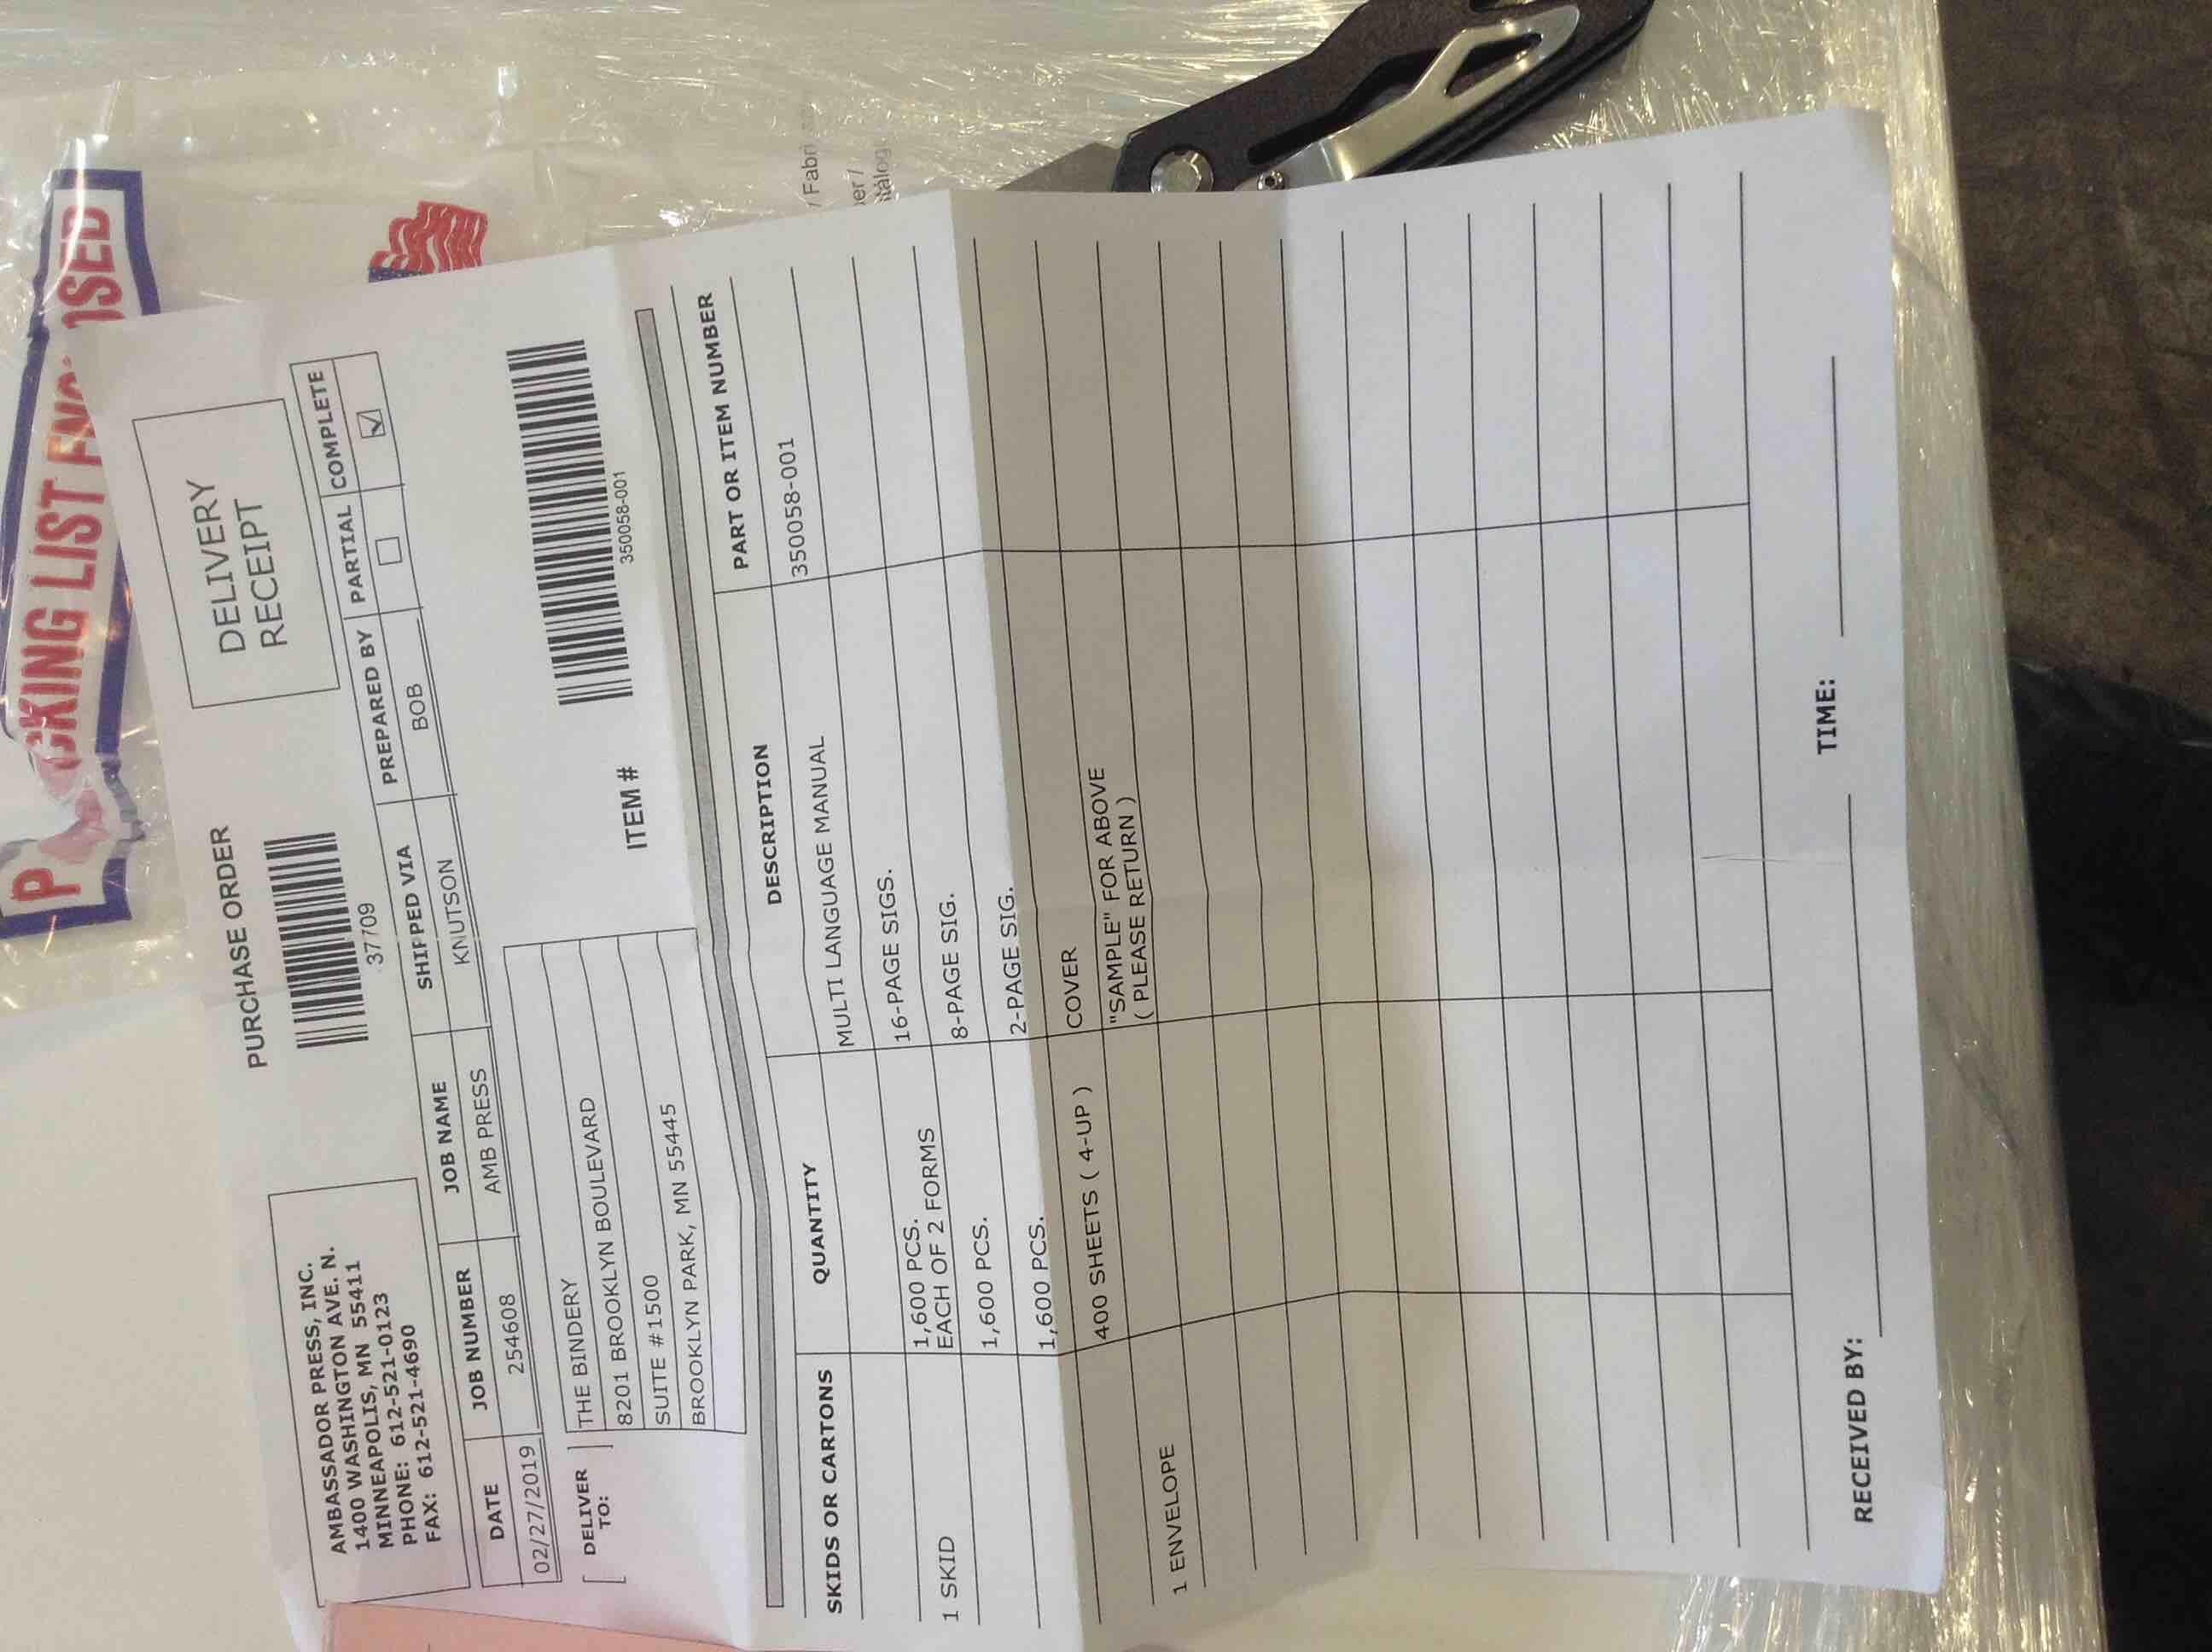 PURCHASE ORDER
DELIVERY
RECEIPT
AMBASSADOR PRESS, INC.
1400 WASHINGTON AVE. N.
MINNEAPOLIS, MN 55411
PHONE: 612-521-0123
FAX: 612-521-4690
37709
DATE JOB NUMBER JOB NAME SHIPPED VIA PREPARED BY PARTIAL COMPLETE
02/27/2019 254608 AMB PRESS KNUTSON BOB
DELIVER
TO:
THE BINDERY
8201 BROOKLYN BOULEVARD
SUITE #1500
BROOKLYN PARK, MN 55445
ITEM #
350058-001
SKIDS OR CARTONS QUANTITY DESCRIPTION PART OR ITEM NUMBER
MULTI LANGUAGE MANUAL 350058-001
1,600 PCS. 16-PAGE SIGS.
1 SKID EACH OF 2 FORMS
1,600 PCS. 8-PAGE SIG.
1,600 PCS. 2-PAGE SIG.
400 SHEETS ( 4-UP ) COVER
1 ENVELOPE "SAMPLE" FOR ABOVE
( PLEASE RETURN )
RECEIVED BY: TIME:
KING LIST